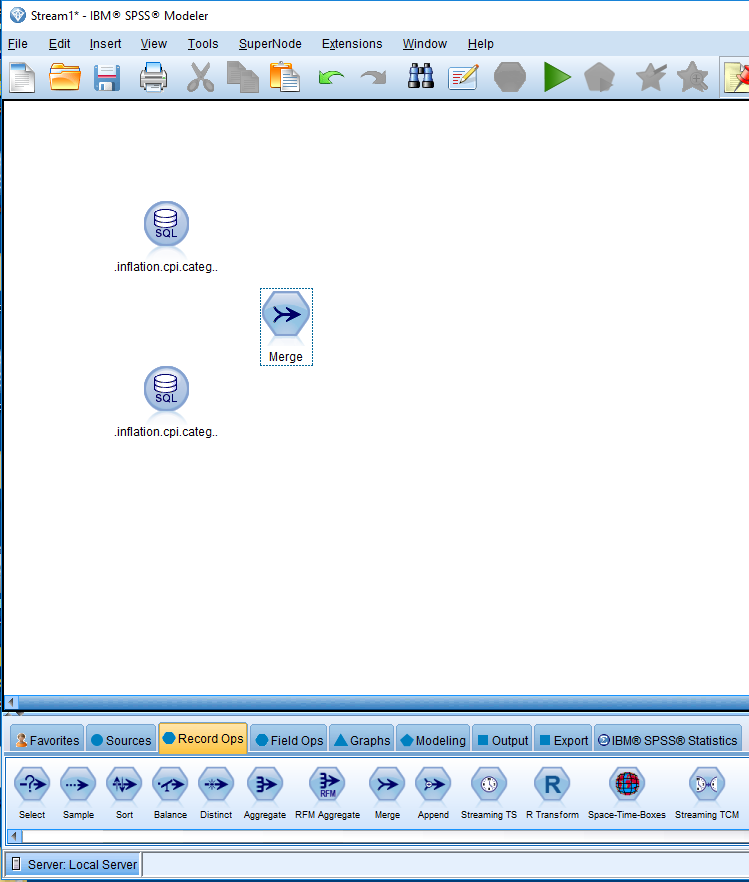 Stream1* - IBM® SPSS® Modeler
File Edit Insert View Tools SuperNode Extensions Window Help
SQL
.inflation.cpi.categ..
Merge
SQL
.inflation.cpi.categ..
Favorites Sources Record Ops Field Ops Graphs Modeling Output Export IBM® SPSS® Statistics
RFM R
Select Sample Sort Balance Distinct Aggregate RFM Aggregate Merge Append Streaming TS R Transform Space-Time-Boxes Streaming TCM
Server: Local Server